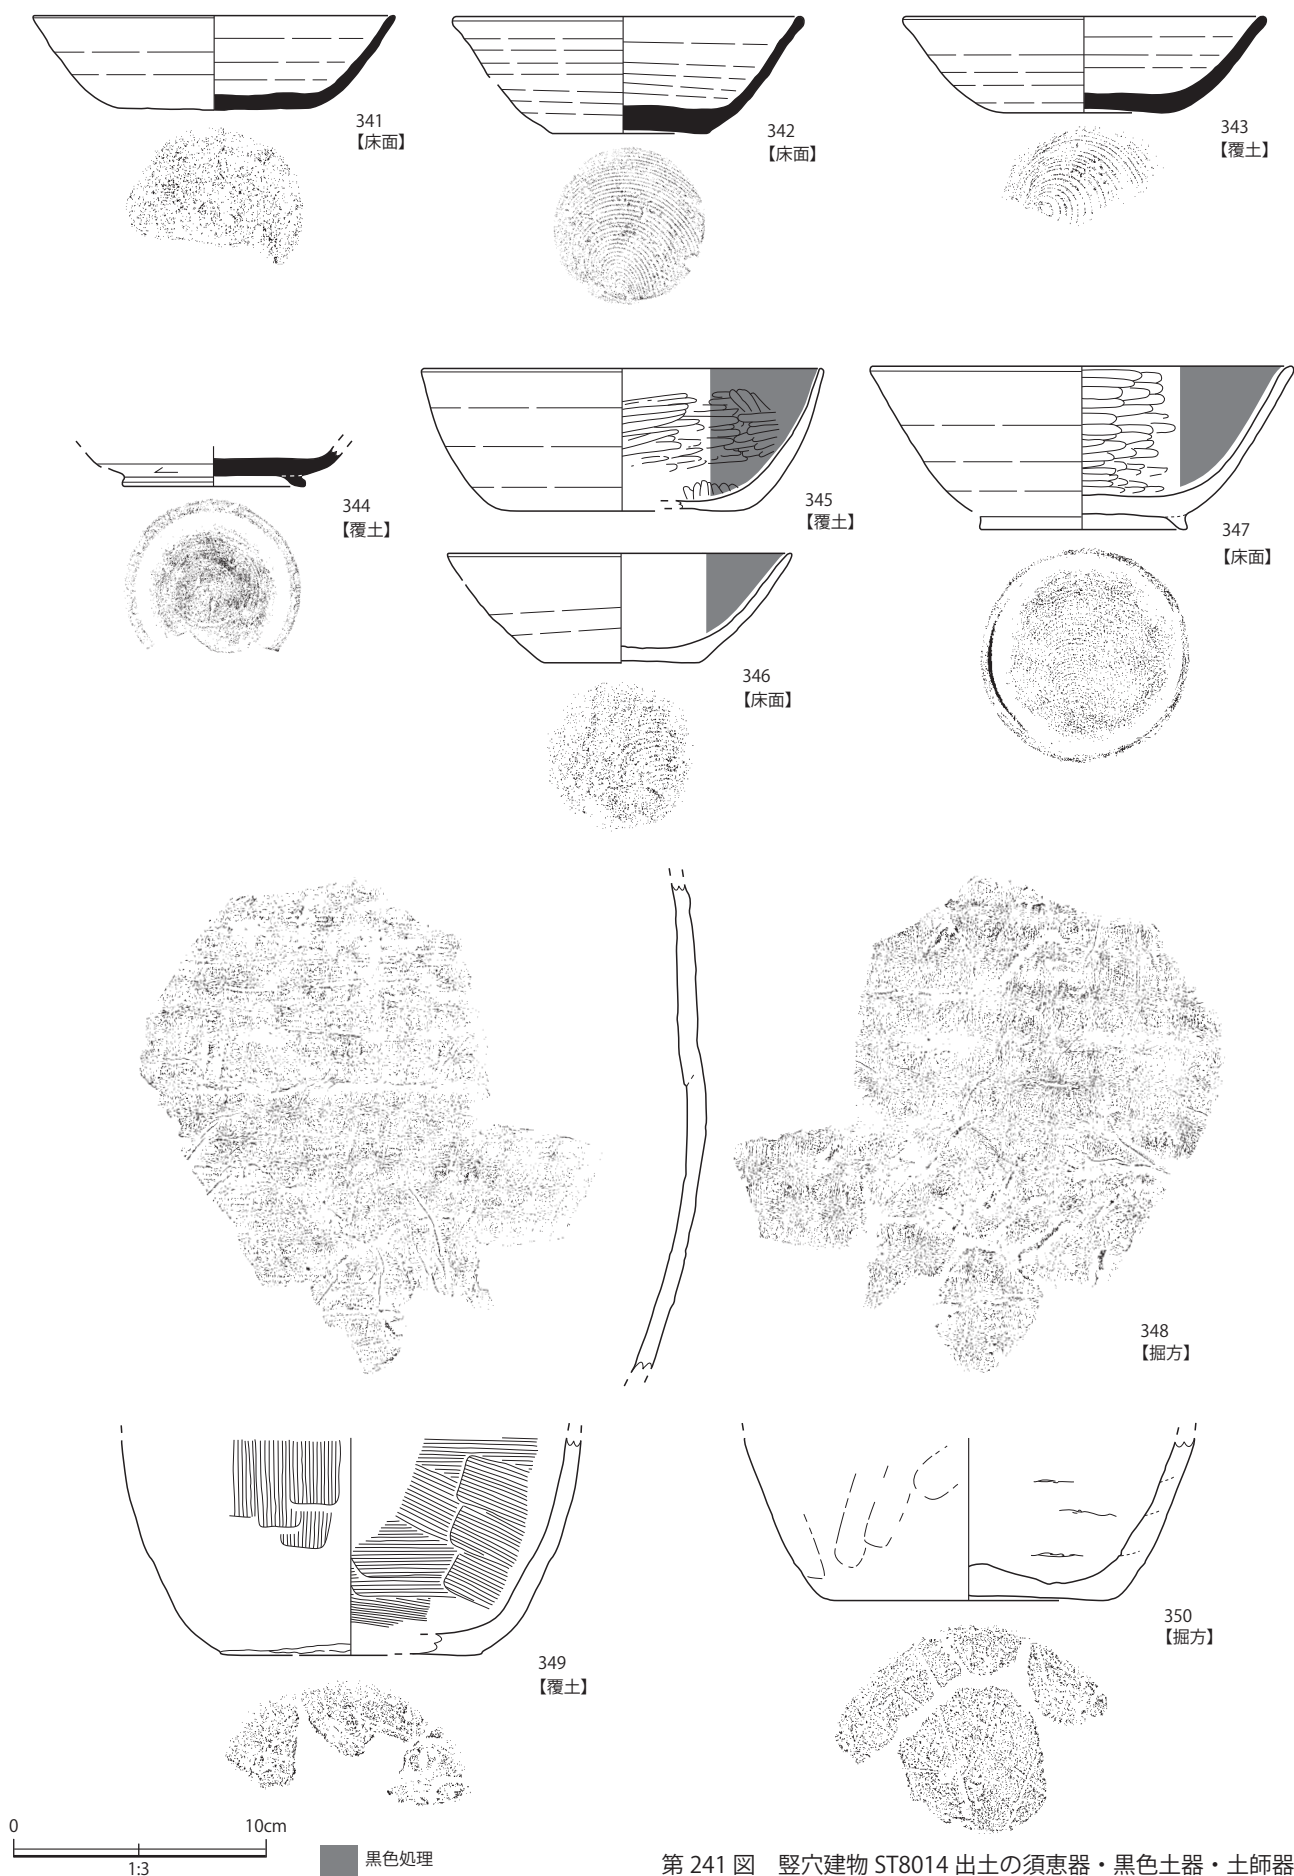 341
【床面】
342
【床面】
343
【覆土】
344
【覆土】
345
【覆土】
347
【床面】
346
【床面】
348
【掘方】
349
【覆土】
350
【掘方】
0 10cm
1:3
黒色処理
第 241 図　竪穴建物 ST8014 出土の須恵器・黒色土器・土師器